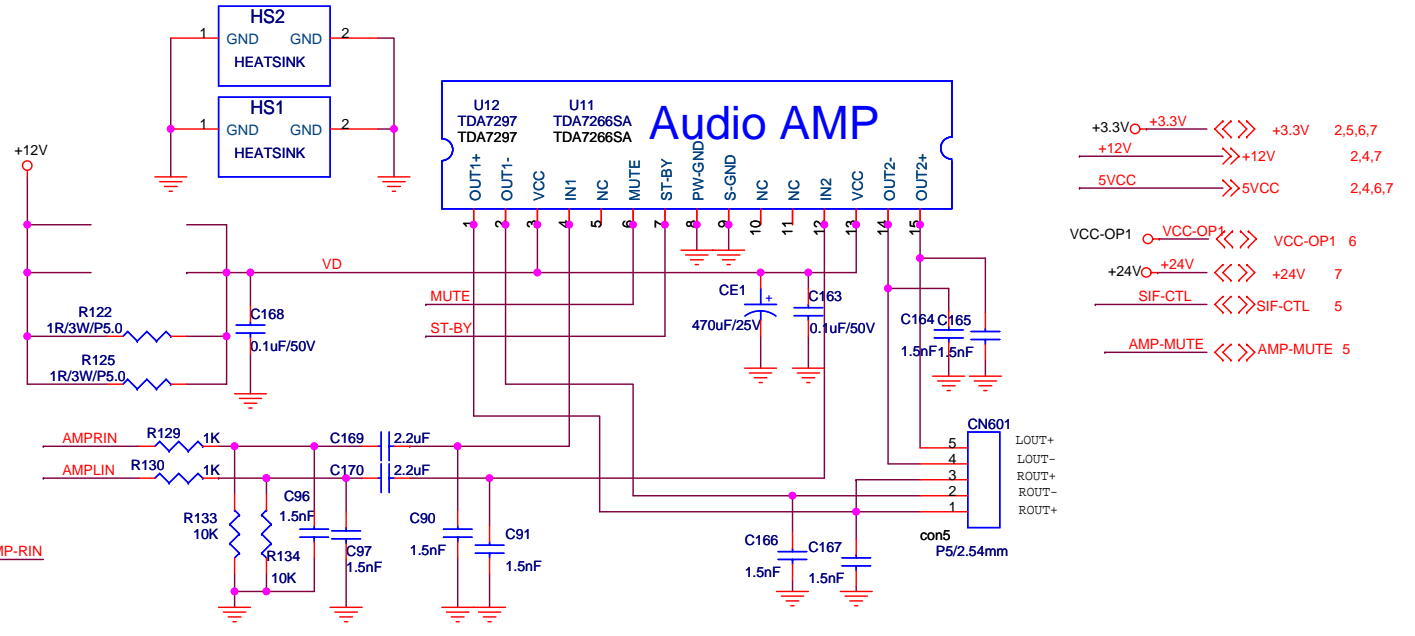 HS2
1 GND GND 2
HEATSINK
HS1
1 GND GND 2
HEATSINK
+12V
U12
TDA7297
TDA7297
U11
TDA7266SA
TDA7266SA
Audio AMP
OUT1+
OUT1-
VCC
IN1
NC
MUTE
ST-BY
PW-GND
S-GND
NC
NC
IN2
VCC
OUT2-
OUT2+
1 2 3 4 5 6 7 8 9 10 11 12 13 14 15
VD
MUTE
ST-BY
R122
1R/3W/P5.0
R125
1R/3W/P5.0
C168
0.1uF/50V
CE1
+
470uF/25V
C163
0.1uF/50V
C164
1.5nF
C165
1.5nF
AMPRIN
R129
1K
C169
2.2uF
AMPLIN
R130
1K
C170
2.2uF
R133
10K
R134
10K
C96
1.5nF
C97
1.5nF
C90
1.5nF
C91
1.5nF
MP-RIN
C166
1.5nF
C167
1.5nF
CN601
5 LOUT+
4 LOUT-
3 ROUT+
2 ROUT-
1 ROUT+
con5
P5/2.54mm
+3.3V +3.3V +3.3V 2,5,6,7
+12V +12V 2,4,7
5VCC 5VCC 2,4,6,7
VCC-OP1 VCC-OP1 VCC-OP1 6
+24V +24V +24V 7
SIF-CTL SIF-CTL 5
AMP-MUTE AMP-MUTE 5